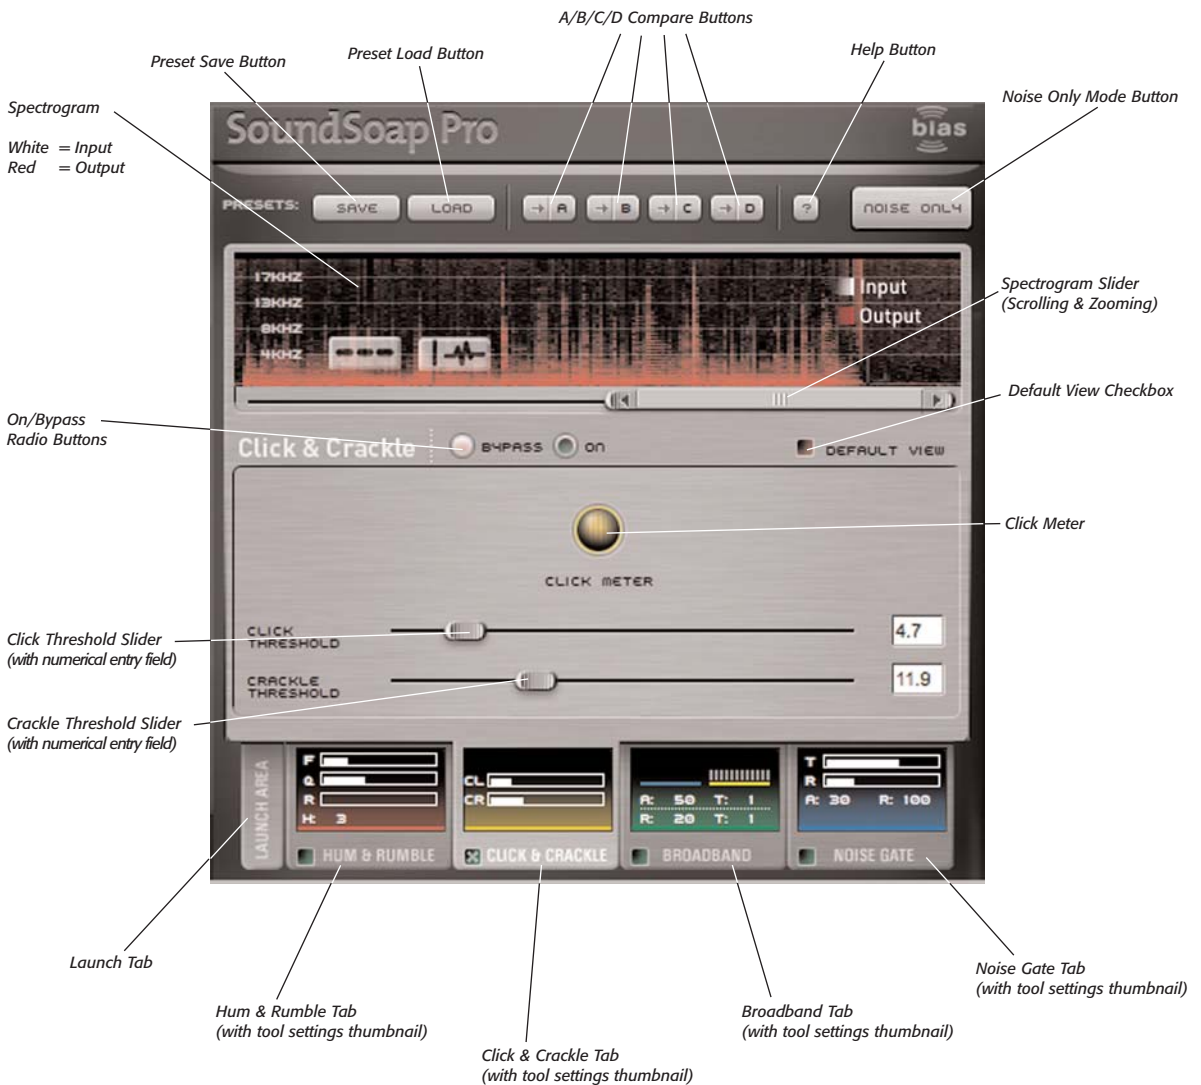 A/B/C/D Compare Buttons
Preset Save Button
Preset Load Button
Help Button
Spectrogram
White = Input
Red = Output
Noise Only Mode Button
SoundSoap Pro
bias
PRESETS:
SAVE
LOAD
→ A
→ B
→ C
→ D
?
NOISE ONLY
17KHZ
13KHZ
8KHZ
4KHZ
Input
Output
Spectrogram Slider
(Scrolling & Zooming)
Default View Checkbox
On/Bypass
Radio Buttons
Click & Crackle
BYPASS
ON
DEFAULT VIEW
Click Meter
CLICK METER
Click Threshold Slider
(with numerical entry field)
CLICK
THRESHOLD
4.7
CRACKLE
THRESHOLD
11.9
Crackle Threshold Slider
(with numerical entry field)
LAUNCH AREA
F
Q
R
H: 3
HUM & RUMBLE
CL
CR
CLICK & CRACKLE
A: 50 T: 1
R: 20 T: 1
BROADBAND
T
R
A: 30 R: 100
NOISE GATE
Launch Tab
Hum & Rumble Tab
(with tool settings thumbnail)
Click & Crackle Tab
(with tool settings thumbnail)
Broadband Tab
(with tool settings thumbnail)
Noise Gate Tab
(with tool settings thumbnail)